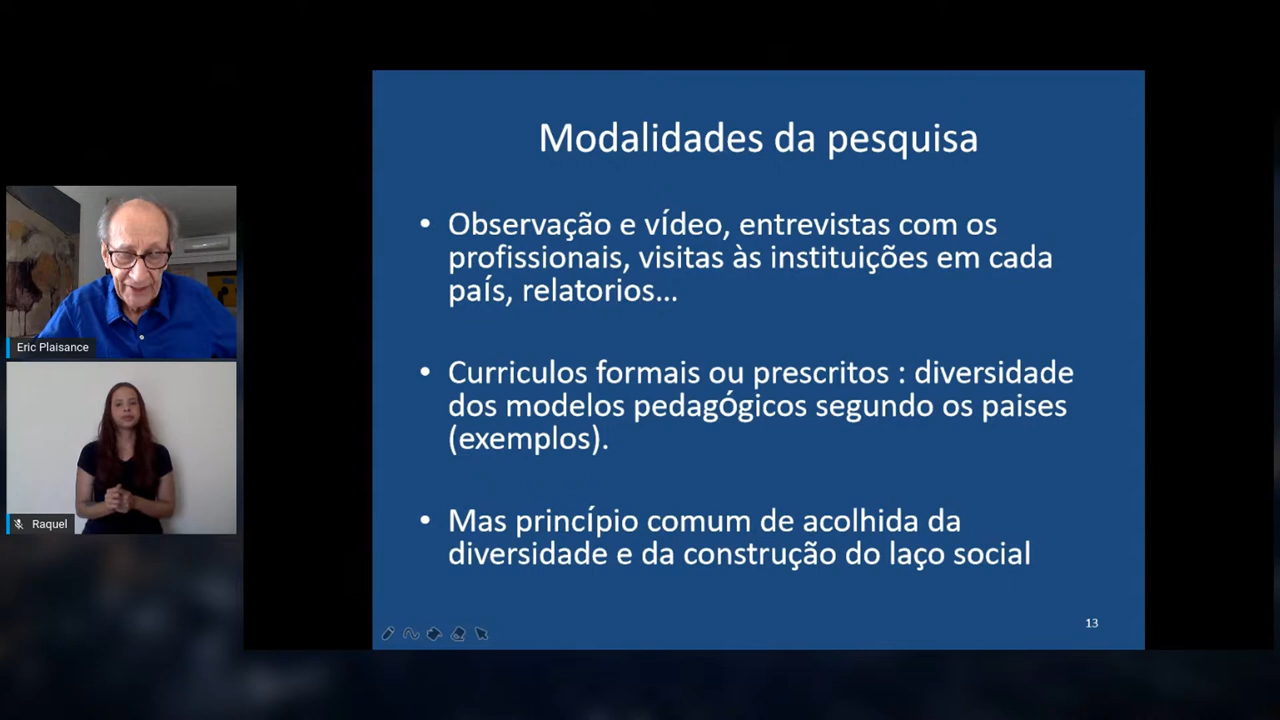 Modalidades da pesquisa
• Observação e vídeo, entrevistas com os
profissionais, visitas às instituições em cada
país, relatorios...
• Curriculos formais ou prescritos : diversidade
dos modelos pedagógicos segundo os paises
(exemplos).
• Mas princípio comum de acolhida da
diversidade e da construção do laço social
13
Eric Plaisance
Raquel